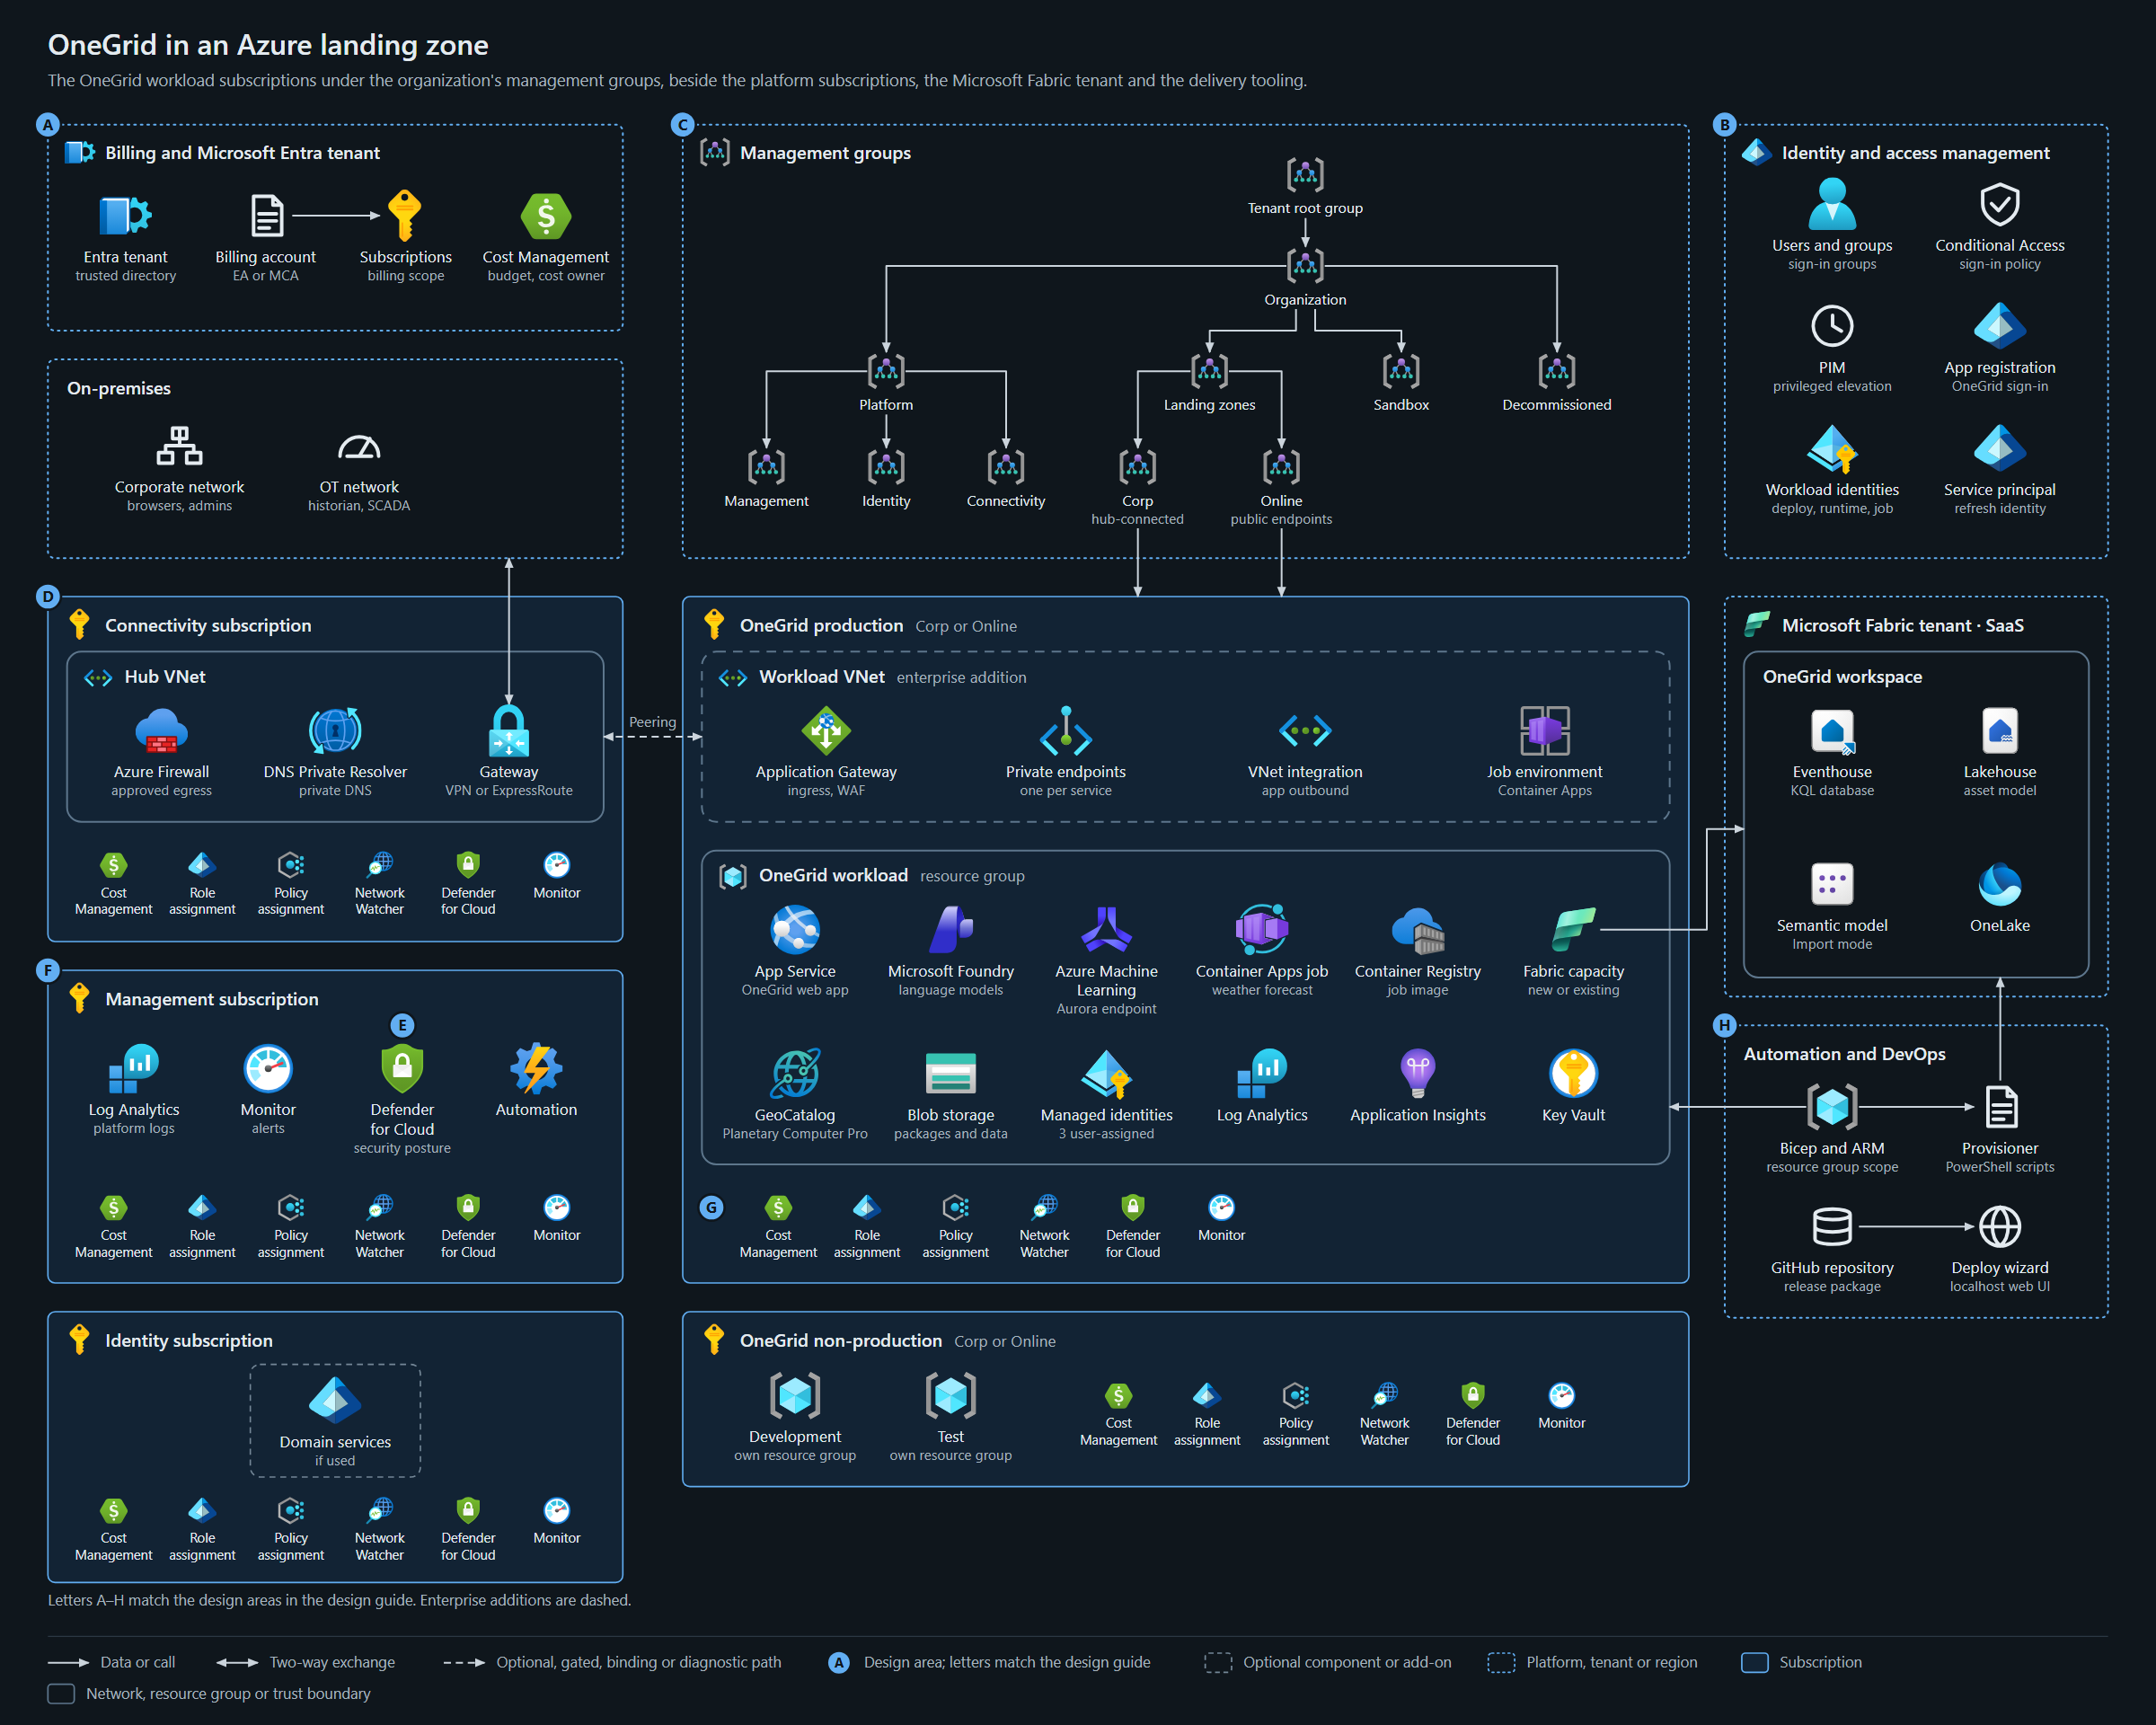 OneGrid in an Azure landing zone
The OneGrid workload subscriptions under the organization's management groups, beside the platform subscriptions, the Microsoft Fabric tenant and the delivery tooling.
A
Billing and Microsoft Entra tenant
Entra tenant
trusted directory
Billing account
EA or MCA
Subscriptions
billing scope
Cost Management
budget, cost owner
On-premises
Corporate network
browsers, admins
OT network
historian, SCADA
C
Management groups
Tenant root group
Organization
Platform
Landing zones
Sandbox
Decommissioned
Management
Identity
Connectivity
Corp
hub-connected
Online
public endpoints
B
Identity and access management
Users and groups
sign-in groups
Conditional Access
sign-in policy
PIM
privileged elevation
App registration
OneGrid sign-in
Workload identities
deploy, runtime, job
Service principal
refresh identity
D
Connectivity subscription
Hub VNet
Azure Firewall
approved egress
DNS Private Resolver
private DNS
Gateway
VPN or ExpressRoute
Cost
Management
Role
assignment
Policy
assignment
Network
Watcher
Defender
for Cloud
Monitor
Peering
OneGrid production Corp or Online
Workload VNet enterprise addition
Application Gateway
ingress, WAF
Private endpoints
one per service
VNet integration
app outbound
Job environment
Container Apps
OneGrid workload resource group
App Service
OneGrid web app
Microsoft Foundry
language models
Azure Machine
Learning
Aurora endpoint
Container Apps job
weather forecast
Container Registry
job image
Fabric capacity
new or existing
GeoCatalog
Planetary Computer Pro
Blob storage
packages and data
Managed identities
3 user-assigned
Log Analytics
Application Insights
Key Vault
G
Cost
Management
Role
assignment
Policy
assignment
Network
Watcher
Defender
for Cloud
Monitor
Microsoft Fabric tenant · SaaS
OneGrid workspace
Eventhouse
KQL database
Lakehouse
asset model
Semantic model
Import mode
OneLake
F
Management subscription
E
Log Analytics
platform logs
Monitor
alerts
Defender
for Cloud
security posture
Automation
Cost
Management
Role
assignment
Policy
assignment
Network
Watcher
Defender
for Cloud
Monitor
H
Automation and DevOps
Bicep and ARM
resource group scope
Provisioner
PowerShell scripts
GitHub repository
release package
Deploy wizard
localhost web UI
Identity subscription
Domain services
if used
Cost
Management
Role
assignment
Policy
assignment
Network
Watcher
Defender
for Cloud
Monitor
OneGrid non-production Corp or Online
Development
own resource group
Test
own resource group
Cost
Management
Role
assignment
Policy
assignment
Network
Watcher
Defender
for Cloud
Monitor
Letters A–H match the design areas in the design guide. Enterprise additions are dashed.
Data or call
Two-way exchange
Optional, gated, binding or diagnostic path
A
Design area; letters match the design guide
Optional component or add-on
Platform, tenant or region
Subscription
Network, resource group or trust boundary